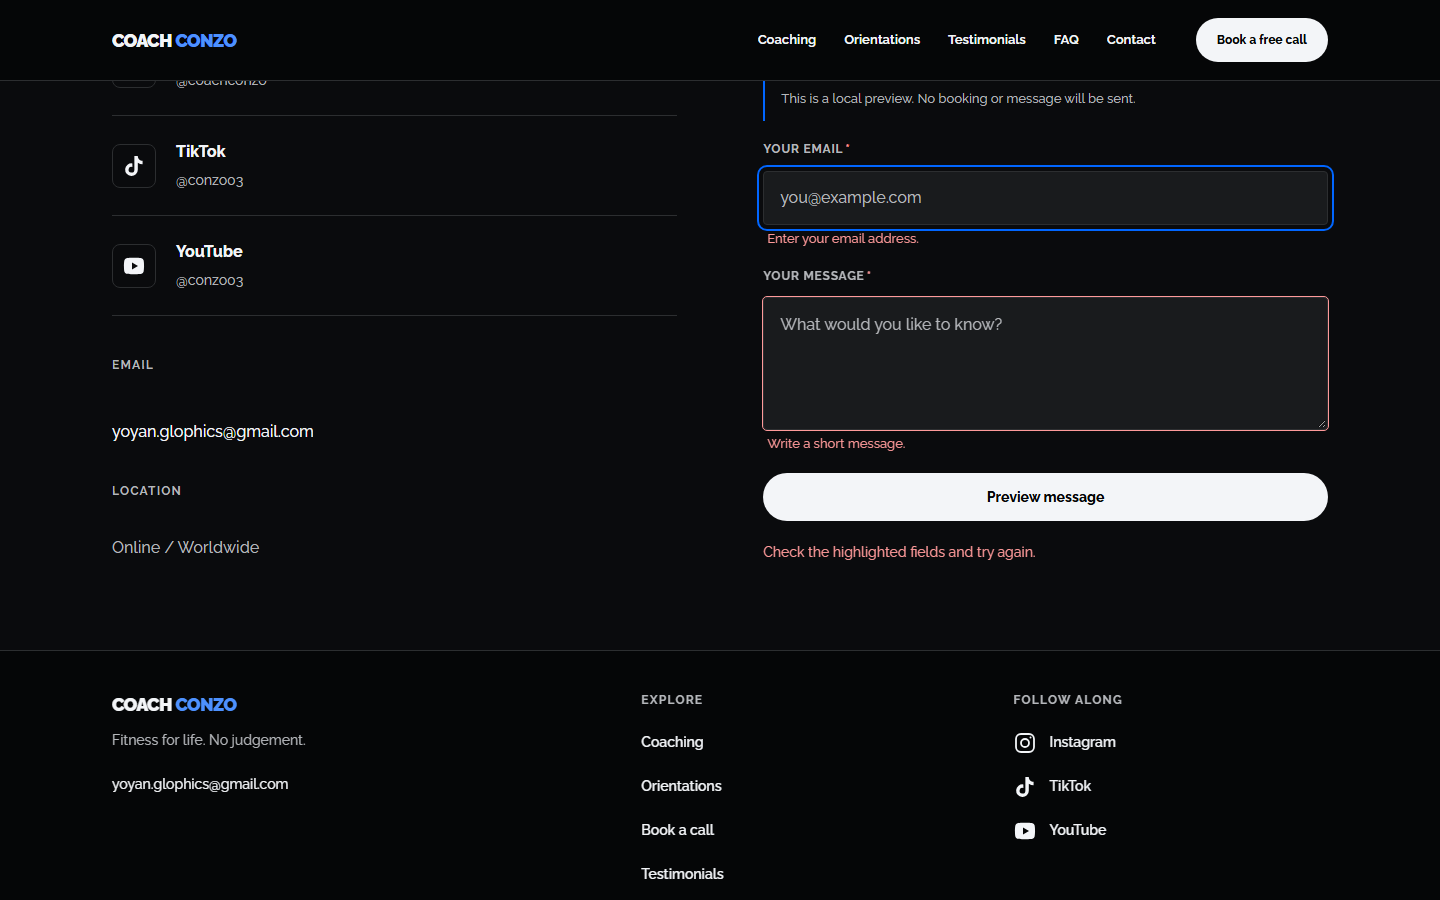 COACH CONZO
Coaching
Orientations
Testimonials
FAQ
Contact
Book a free call
@coachconzo
TikTok
@conzo03
YouTube
@conzo03
EMAIL
yoyan.glophics@gmail.com
LOCATION
Online / Worldwide
This is a local preview. No booking or message will be sent.
YOUR EMAIL *
you@example.com
Enter your email address.
YOUR MESSAGE *
What would you like to know?
Write a short message.
Preview message
Check the highlighted fields and try again.
COACH CONZO
Fitness for life. No judgement.
yoyan.glophics@gmail.com
EXPLORE
Coaching
Orientations
Book a call
Testimonials
FOLLOW ALONG
Instagram
TikTok
YouTube